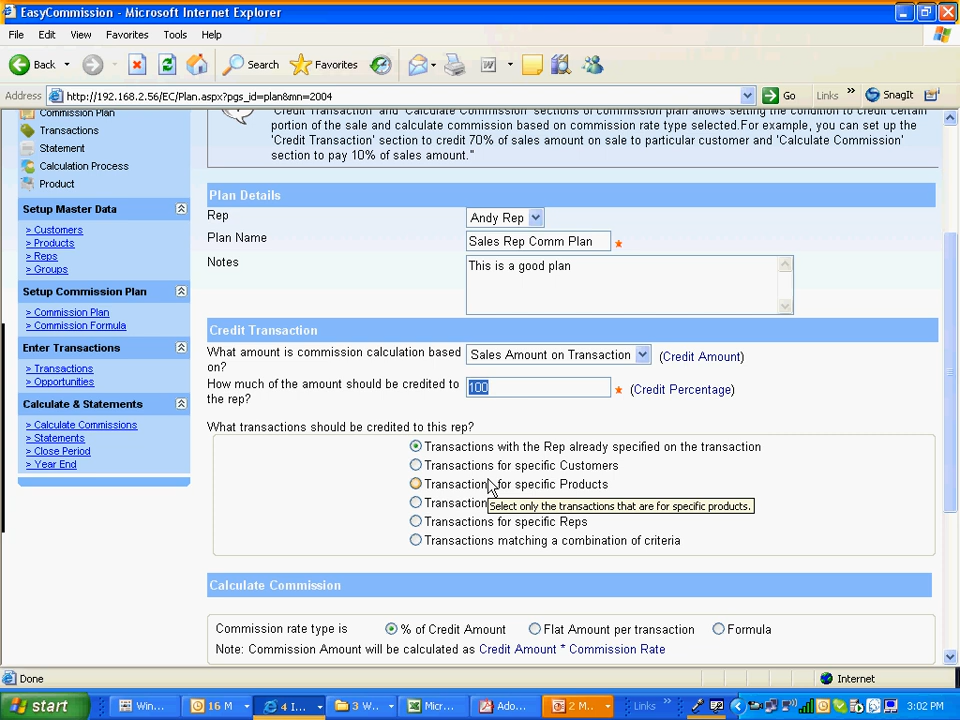 EasyCommission - Microsoft Internet Explorer
File Edit View Favorites Tools Help
Back Search Favorites
Address http://192.168.2.56/EC/Plan.aspx?pgs_id=plan&mn=2004 Go Links » SnagIt
Commission Plan
Transactions
Statement
Calculation Process
Product
Setup Master Data
> Customers
> Products
> Reps
> Groups
Setup Commission Plan
> Commission Plan
> Commission Formula
Enter Transactions
> Transactions
> Opportunities
Calculate & Statements
> Calculate Commissions
> Statements
> Close Period
> Year End
'Credit Transaction' and 'Calculate Commission' sections of commission plan allows setting the condition to credit certain
portion of the sale and calculate commission based on commission rate type selected.For example, you can set up the
'Credit Transaction' section to credit 70% of sales amount on sale to particular customer and 'Calculate Commission'
section to pay 10% of sales amount."
Plan Details
Rep Andy Rep
Plan Name Sales Rep Comm Plan *
Notes This is a good plan
Credit Transaction
What amount is commission calculation based on? Sales Amount on Transaction (Credit Amount)
How much of the amount should be credited to the rep? 100 * (Credit Percentage)
What transactions should be credited to this rep?
Transactions with the Rep already specified on the transaction
Transactions for specific Customers
Transactions for specific Products
Transaction
Select only the transactions that are for specific products.
Transactions for specific Reps
Transactions matching a combination of criteria
Calculate Commission
Commission rate type is % of Credit Amount Flat Amount per transaction Formula
Note: Commission Amount will be calculated as Credit Amount * Commission Rate
Done Internet
start Win... 16 M 4 I... 3 W... Micr... Ado... 2 M... Links » 3:02 PM